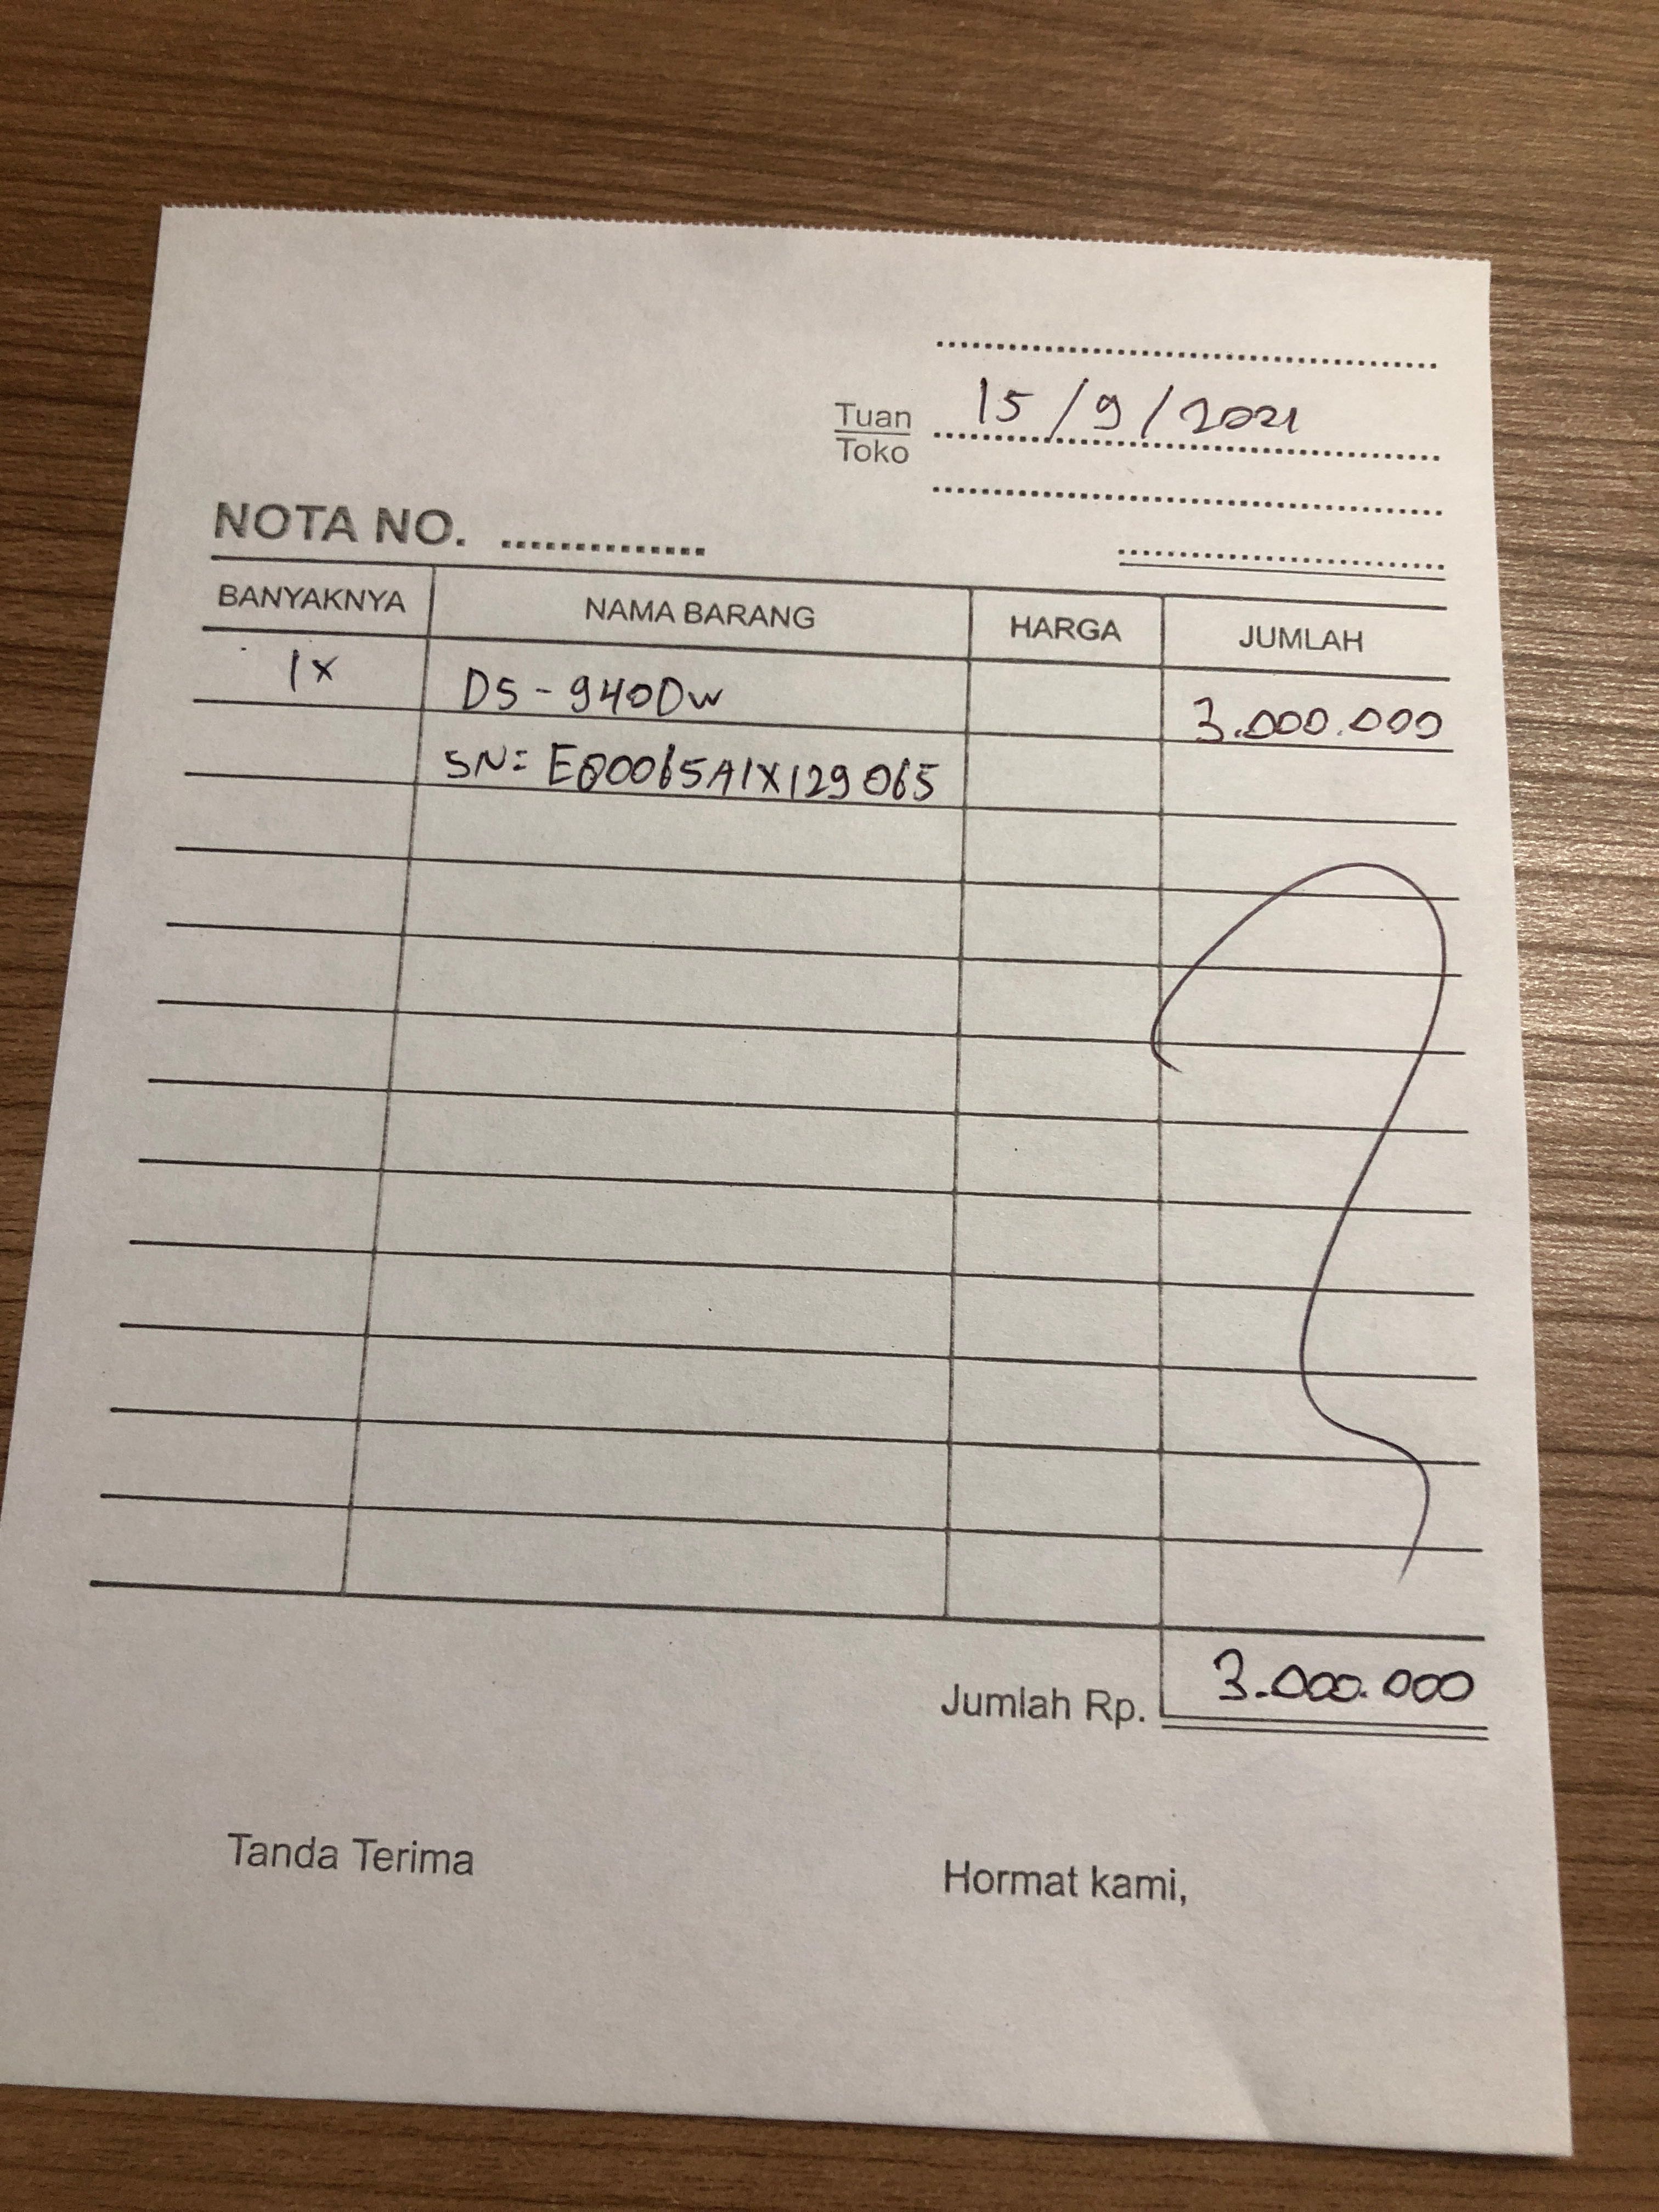 Tuan 15/9/2021
Toko
NOTA NO. ..............
BANYAKNYA NAMA BARANG HARGA JUMLAH
1x DS-940DW 3.000.000
SN: E80065A1X129065
Jumlah Rp. 3.000.000
Tanda Terima Hormat kami,